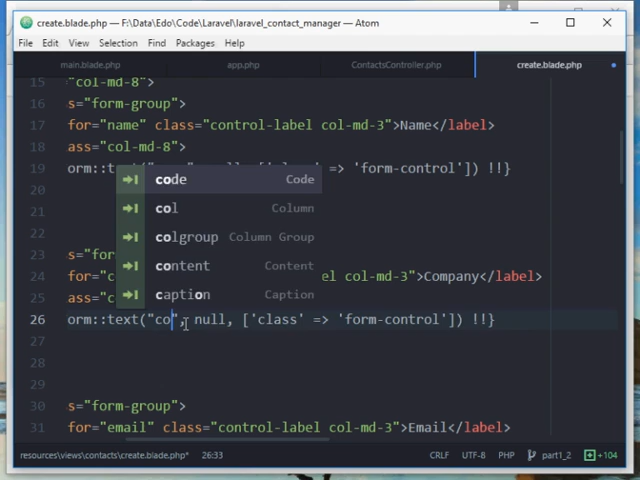 create.blade.php — F:\Data\Edo\Code\Laravel\laravel_contact_manager — Atom
File Edit View Selection Find Packages Help
main.blade.php app.php ContactsController.php create.blade.php
15 "col-md-8">
16 s="form-group">
17 for="name" class="control-label col-md-3">Name</label>
18 ass="col-md-8">
19 orm::t => 'form-control']) !!}
20
code Code
21
col Column
22
colgroup Column Group
23 s="for
24 for="c ="control-label col-md-3">Company</label>
content Content
25 ass="c
caption Caption
26 orm::text("co", null, ['class' => 'form-control']) !!}
27
28
29
30 s="form-group">
31 for="email" class="control-label col-md-3">Email</label>
resources\views\contacts\create.blade.php* 26:33 CRLF UTF-8 PHP part1_2 +104